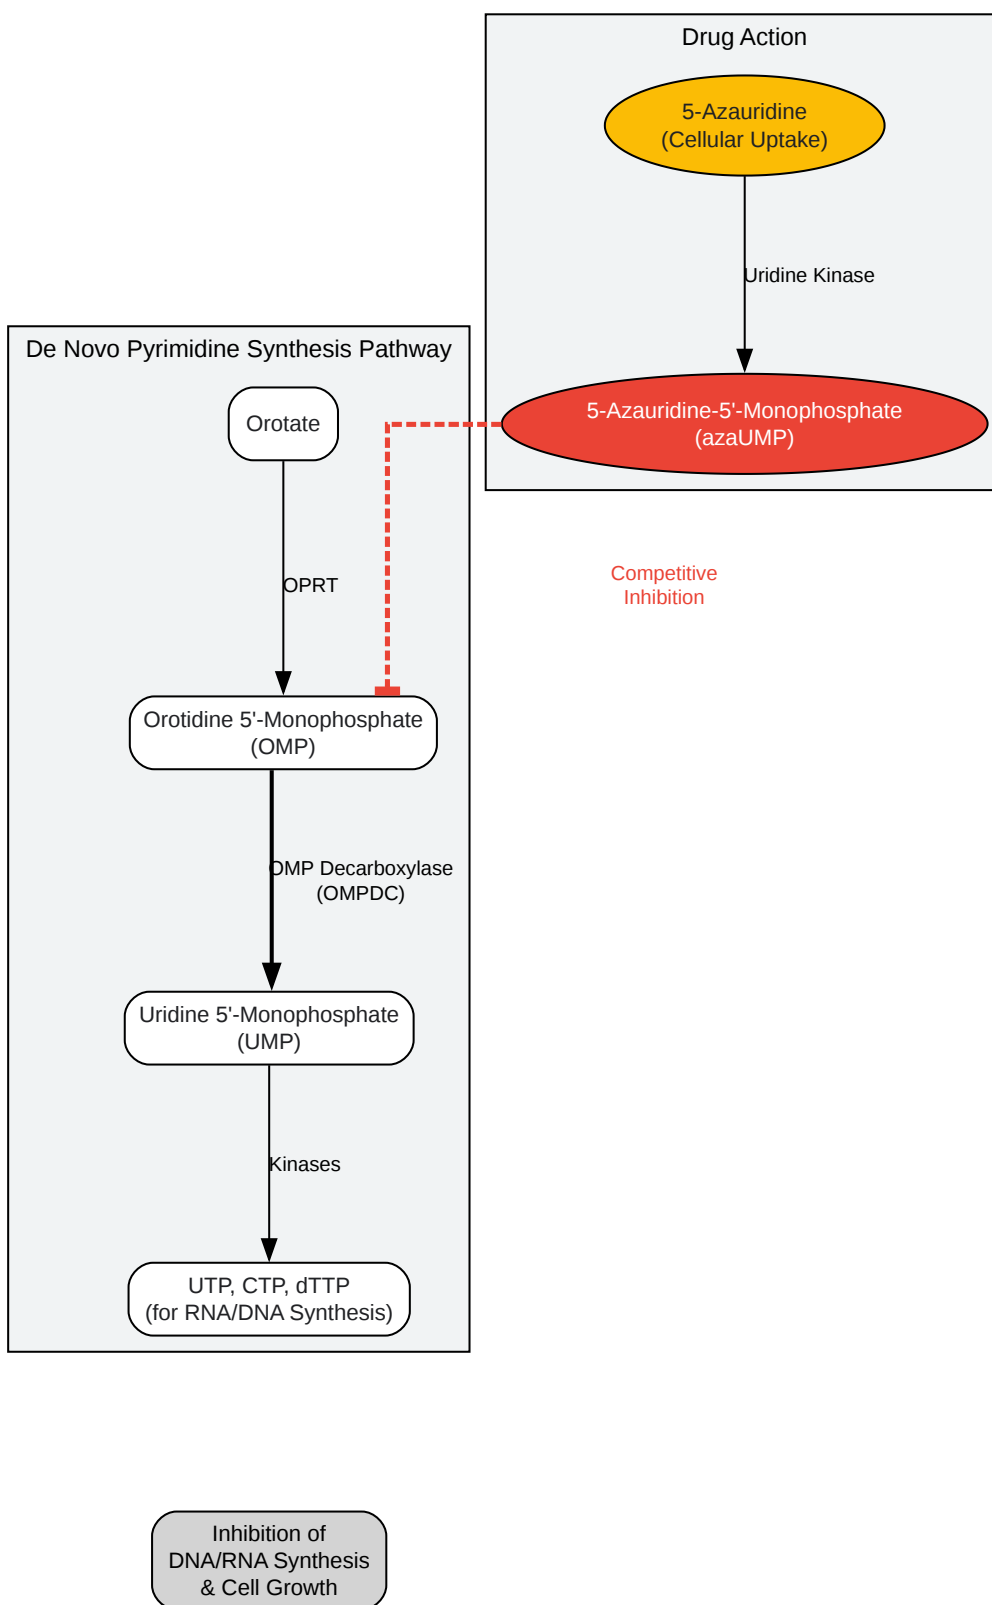 Drug Action
5-Azauridine
(Cellular Uptake)
Uridine Kinase
5-Azauridine-5'-Monophosphate
(azaUMP)
De Novo Pyrimidine Synthesis Pathway
Orotate
OPRT
Competitive
Inhibition
Orotidine 5'-Monophosphate
(OMP)
OMP Decarboxylase
(OMPDC)
Uridine 5'-Monophosphate
(UMP)
Kinases
UTP, CTP, dTTP
(for RNA/DNA Synthesis)
Inhibition of
DNA/RNA Synthesis
& Cell Growth